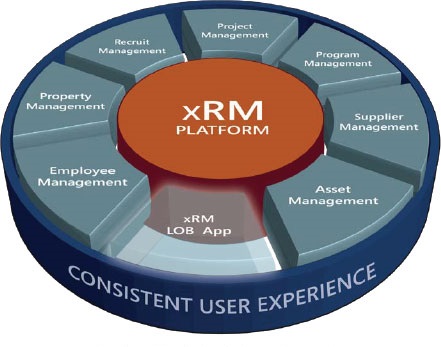 Project
Management
Recruit
Management
Program
Management
Property
Management
xRM
PLATFORM
Supplier
Management
Employee
Management
Asset
Management
xRM
LOB App
CONSISTENT USER EXPERIENCE